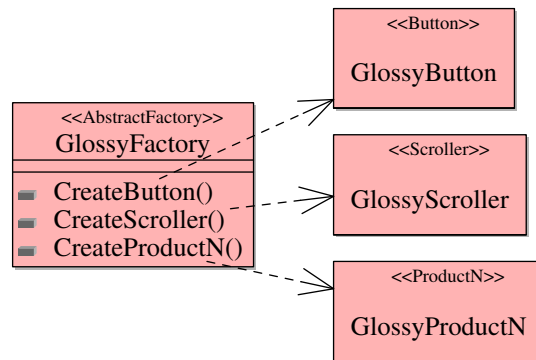 <<AbstractFactory>>
GlossyFactory
CreateButton()
CreateScroller()
CreateProductN()
<<Button>>
GlossyButton
<<Scroller>>
GlossyScroller
<<ProductN>>
GlossyProductN